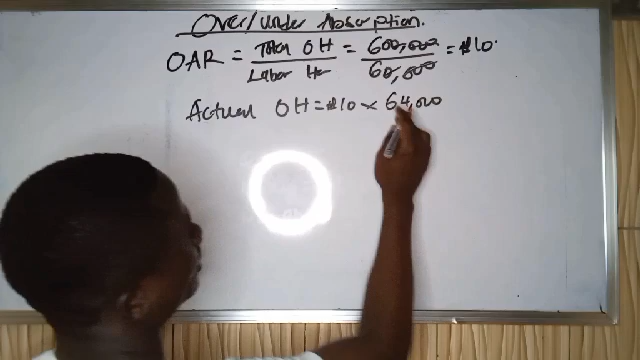 Over/Under Absorption.
OAR = Total OH / Labor Hr = 600,000 / 60,000 = $10.
Actual OH = $10 × 64,000